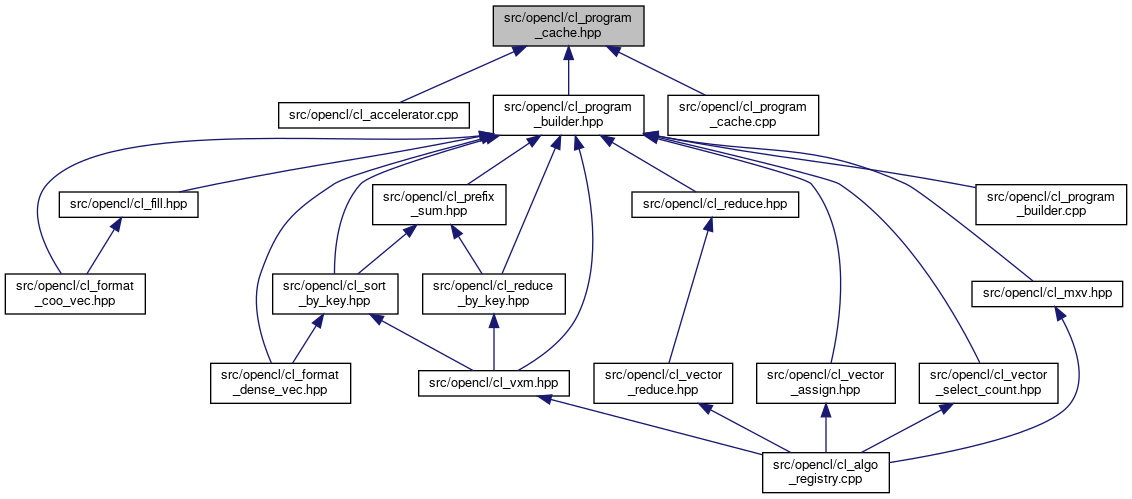 src/opencl/cl_program
_cache.hpp
src/opencl/cl_accelerator.cpp
src/opencl/cl_program
_builder.hpp
src/opencl/cl_program
_cache.cpp
src/opencl/cl_fill.hpp
src/opencl/cl_prefix
_sum.hpp
src/opencl/cl_reduce.hpp
src/opencl/cl_program
_builder.cpp
src/opencl/cl_format
_coo_vec.hpp
src/opencl/cl_sort
_by_key.hpp
src/opencl/cl_reduce
_by_key.hpp
src/opencl/cl_mxv.hpp
src/opencl/cl_format
_dense_vec.hpp
src/opencl/cl_vxm.hpp
src/opencl/cl_vector
_reduce.hpp
src/opencl/cl_vector
_assign.hpp
src/opencl/cl_vector
_select_count.hpp
src/opencl/cl_algo
_registry.cpp